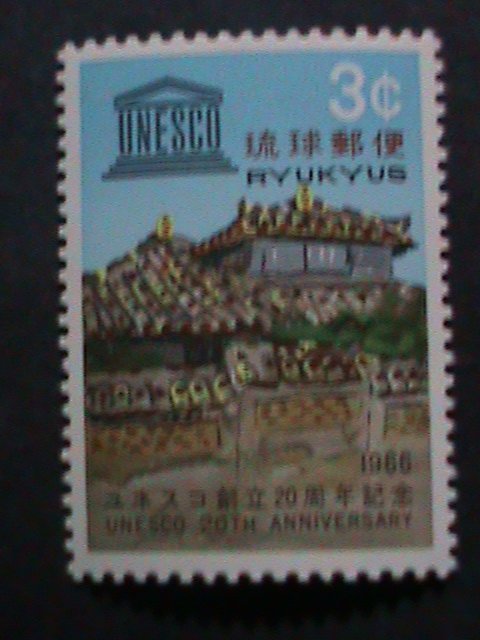 3¢
UNESCO
琉球郵便
RYUKYUS
1966
ユネスコ創立20周年記念
UNESCO 20TH ANNIVERSARY